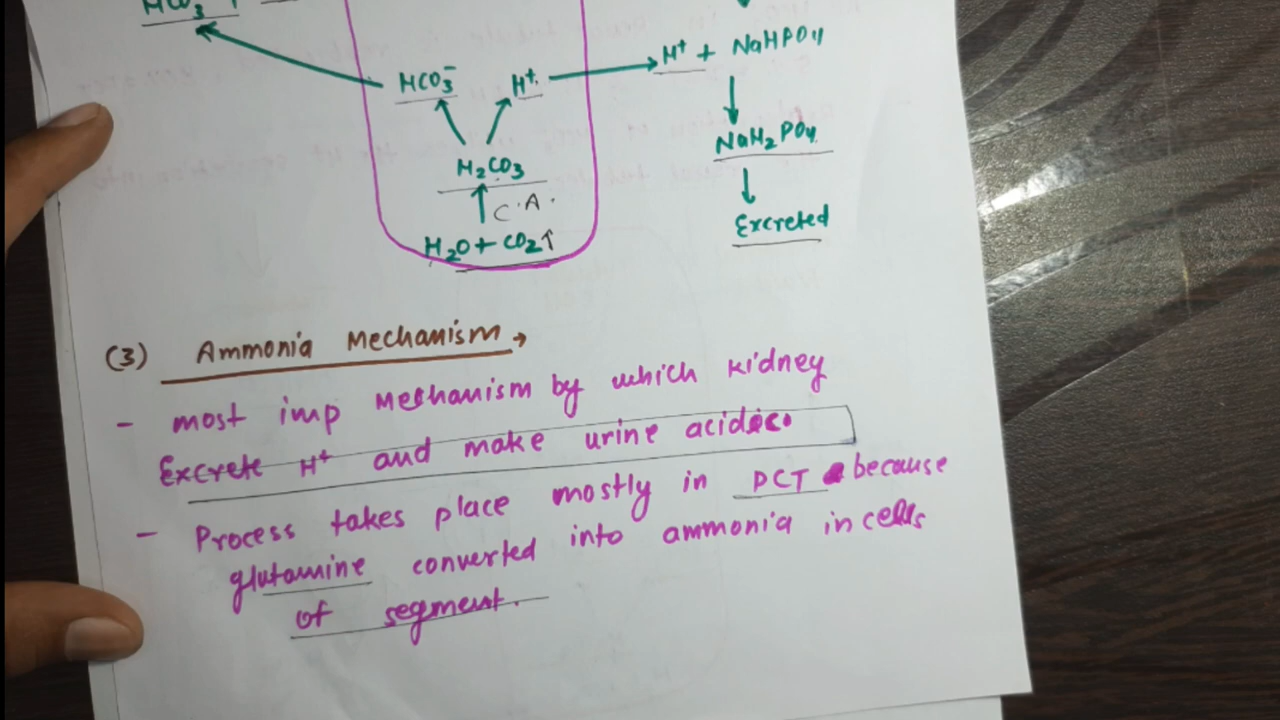 HCO3
HCO3⁻ H⁺ H⁺ + NaHPO4
H2CO3 NaH2PO4
C.A.
H2O + CO2↑ Excreted
(3) Ammonia Mechanism →
- most imp Mechanism by which kidney
Excrete H⁺ and make urine acidic.
- Process takes place mostly in PCT because
glutamine converted into ammonia in cells
of segment.